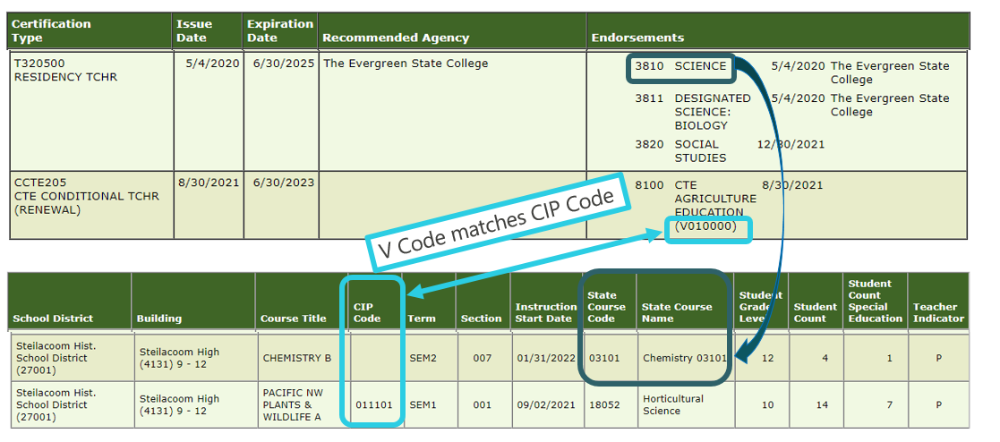 Certification Type Issue Date Expiration Date Recommended Agency Endorsements
T320500 5/4/2020 6/30/2025 The Evergreen State College 3810 SCIENCE 5/4/2020 The Evergreen State
RESIDENCY TCHR College
3811 DESIGNATED 5/4/2020 The Evergreen State
SCIENCE: College
BIOLOGY
3820 SOCIAL 12/30/2021
STUDIES
CCTE205 8/30/2021 6/30/2023 8100 CTE 8/30/2021
CTE CONDITIONAL TCHR AGRICULTURE
(RENEWAL) EDUCATION
(V010000)
V Code matches CIP Code
School District Building Course Title CIP Code Term Section Instruction Start Date State Course Code State Course Name Student Grade Level Student Count Student Count Special Education Teacher Indicator
Steilacoom Hist.
School District
(27001)
Steilacoom High
(4131) 9 - 12
CHEMISTRY B SEM2 007 01/31/2022 03101 Chemistry 03101 12 4 1 P
Steilacoom Hist.
School District
(27001)
Steilacoom High
(4131) 9 - 12
PACIFIC NW
PLANTS &
WILDLIFE A
011101 SEM1 001 09/02/2021 18052
Horticultural
Science
10 14 7 P